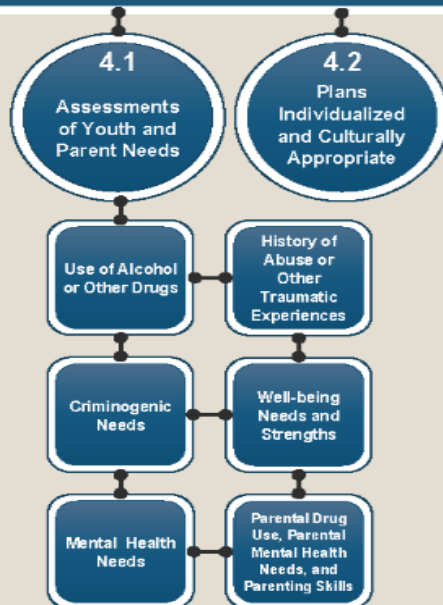 4.1
Assessments
of Youth and
Parent Needs
4.2
Plans
Individualized
and Culturally
Appropriate
Use of Alcohol
or Other Drugs
History of
Abuse or
Other
Traumatic
Experiences
Criminogenic
Needs
Well-being
Needs and
Strengths
Mental Health
Needs
Parental Drug
Use, Parental
Mental Health
Needs, and
Parenting Skills